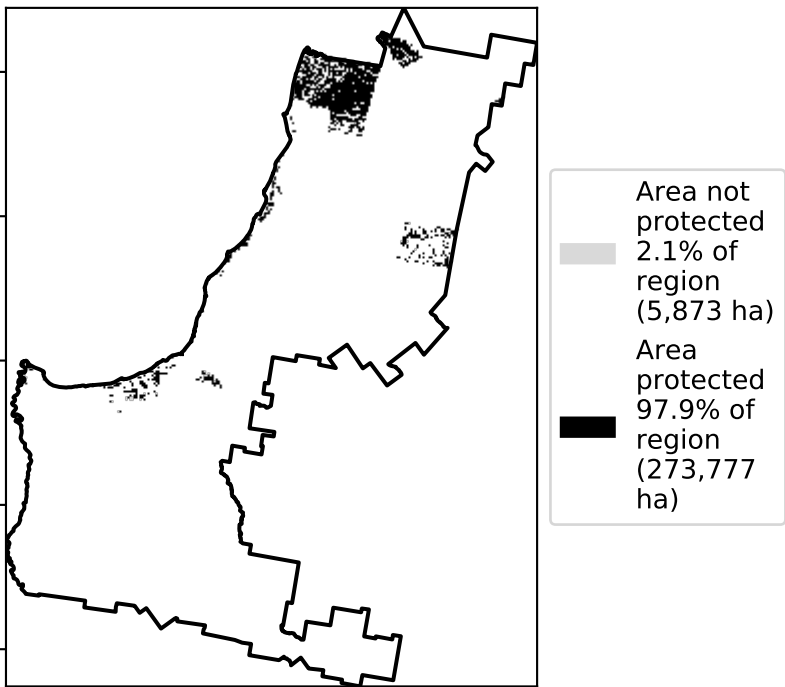 Area not
protected
2.1% of
region
(5,873 ha)
Area
protected
97.9% of
region
(273,777
ha)